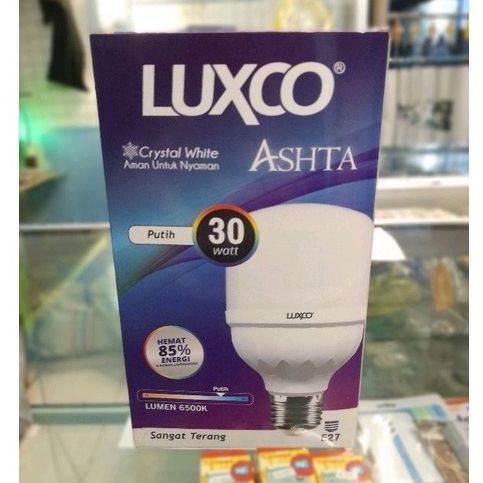 LUXCO®
Crystal White
Aman Untuk Nyaman
ASHTA
Putih
30
watt
LUXCO
HEMAT
85%
ENERGI
Putih
LUMEN 6500K
Sangat Terang
E27